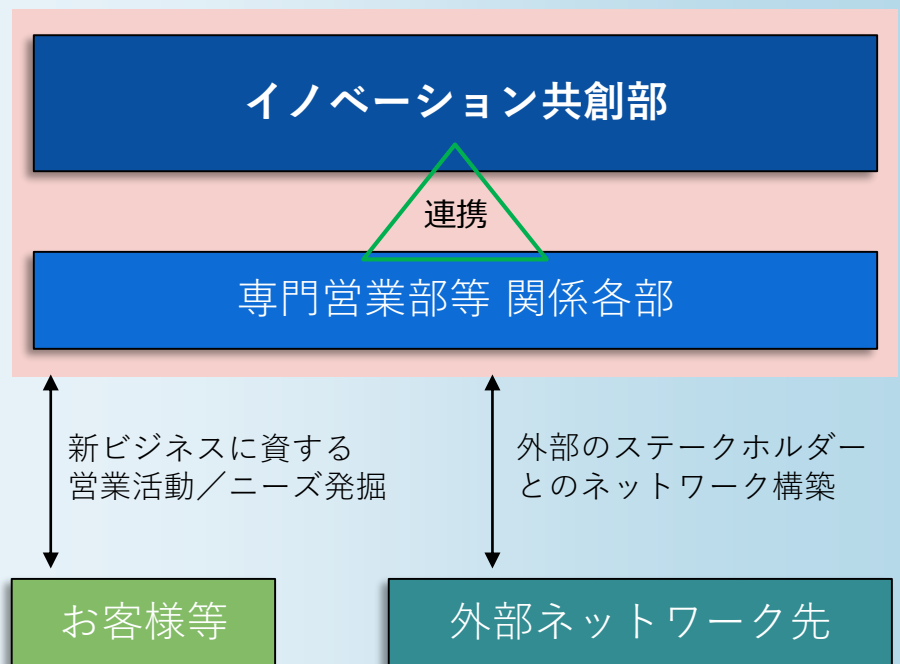 イノベーション共創部
連携
専門営業部等 関係各部
新ビジネスに資する
営業活動／ニーズ発掘
外部のステークホルダー
とのネットワーク構築
お客様等
外部ネットワーク先